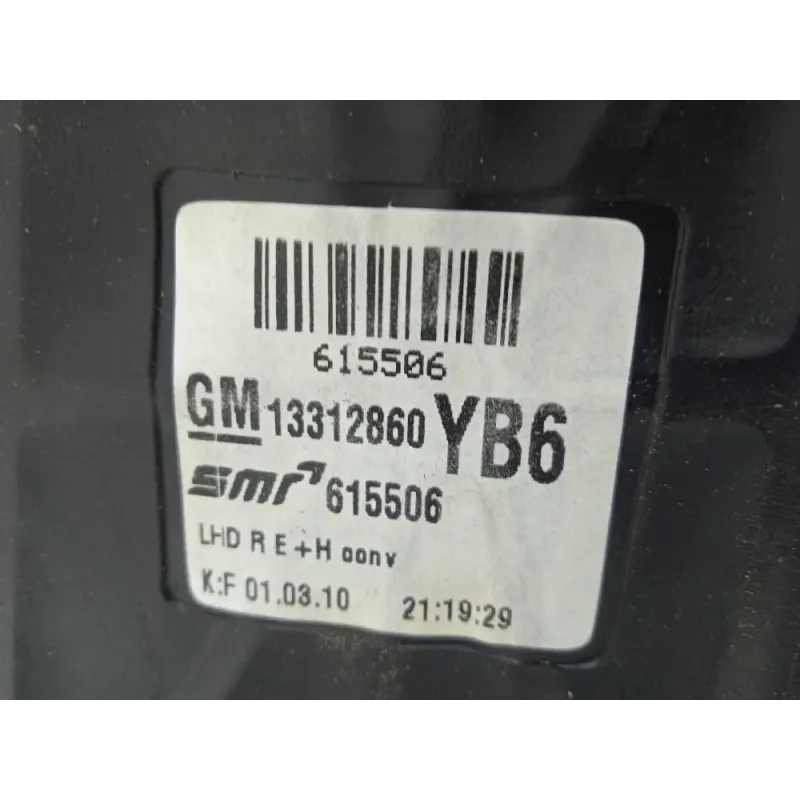 615506
GM 13312860 YB6
smr 615506
LHD R E+H conv
K:F 01.03.10 21:19:29